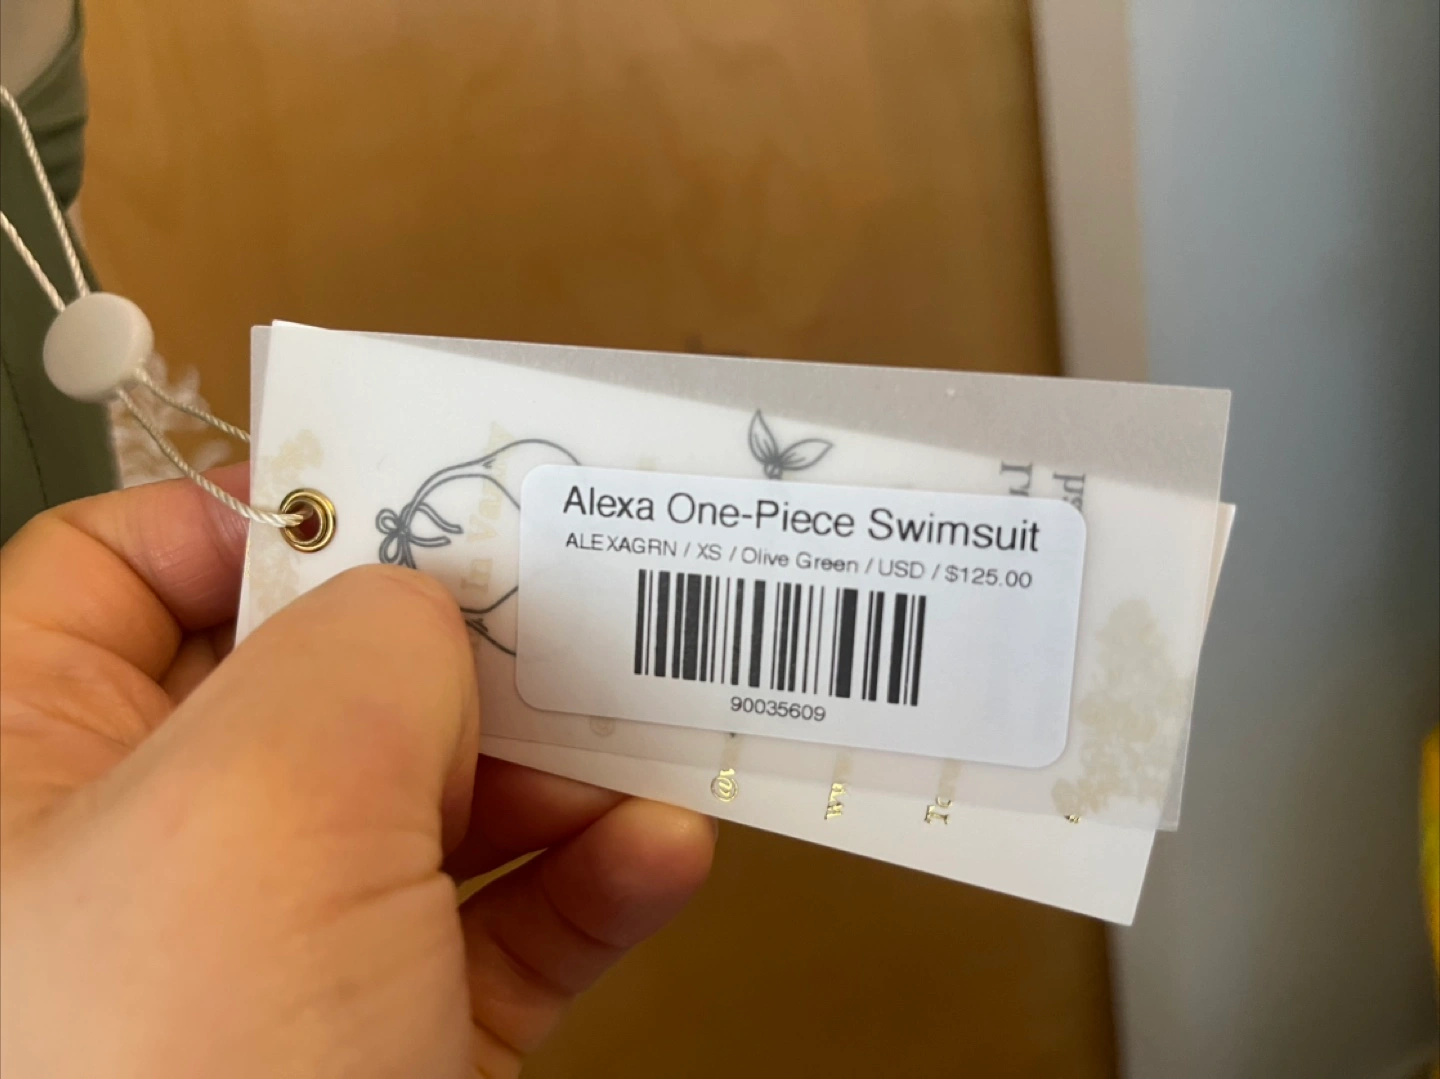 Alexa One-Piece Swimsuit
ALEXAGRN / XS / Olive Green / USD / $125.00
90035609